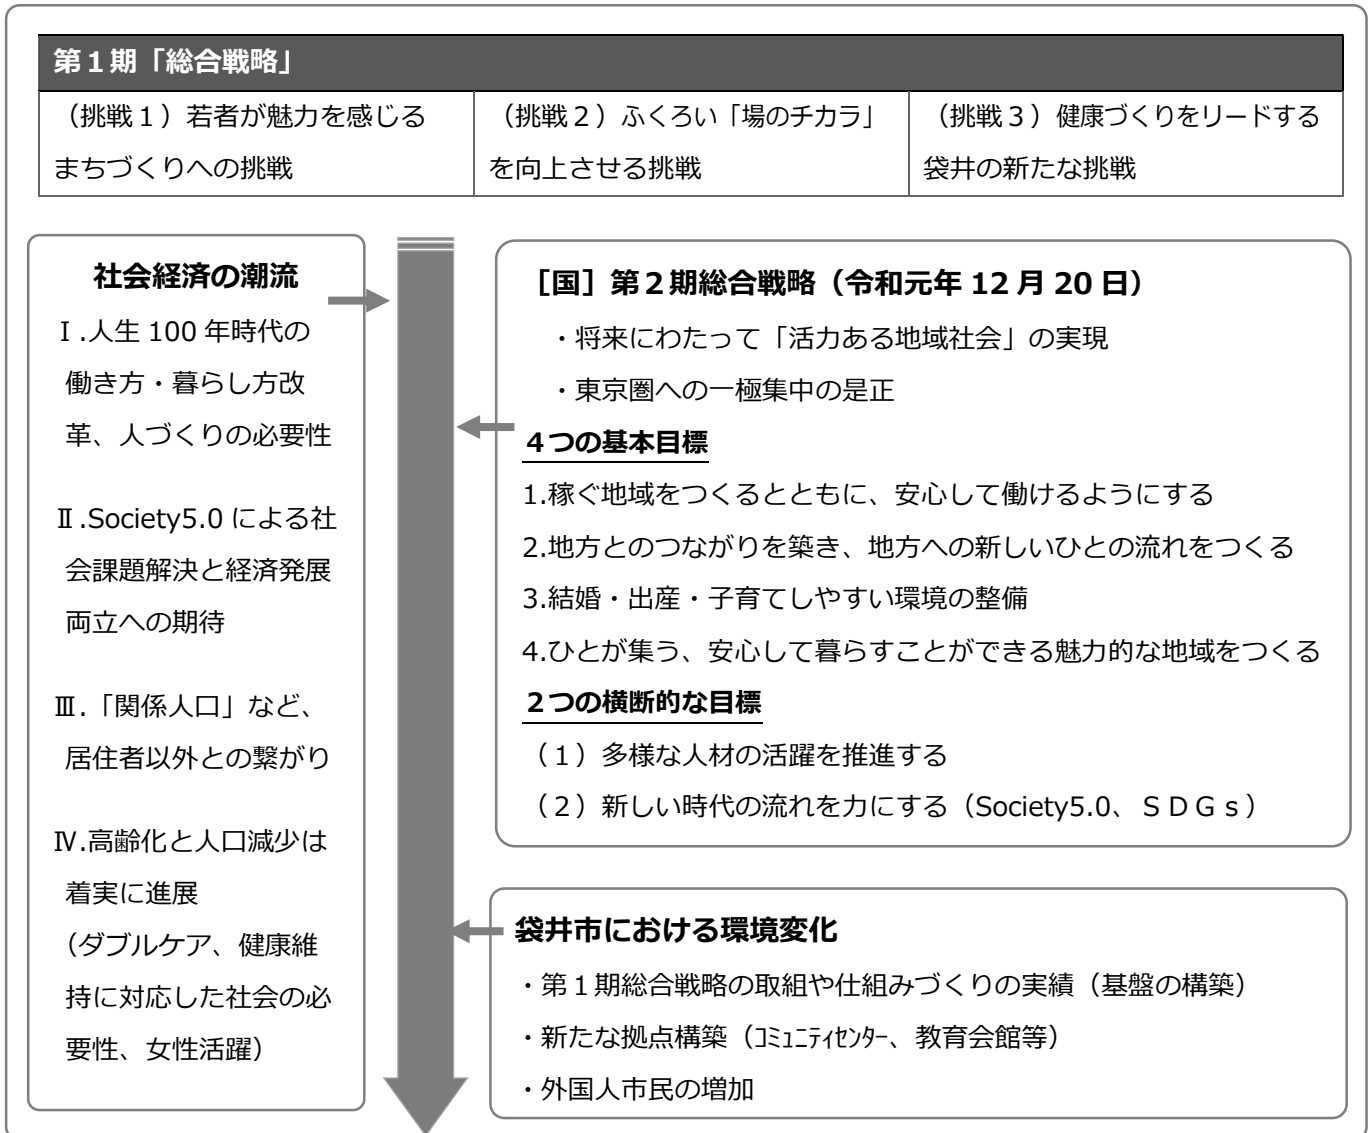 第１期「総合戦略」
（挑戦１）若者が魅力を感じる
まちづくりへの挑戦
（挑戦２）ふくろい「場のチカラ」
を向上させる挑戦
（挑戦３）健康づくりをリードする
袋井の新たな挑戦
社会経済の潮流
Ⅰ.人生 100 年時代の
働き方・暮らし方改
革、人づくりの必要性
Ⅱ.Society5.0 による社
会課題解決と経済発展
両立への期待
Ⅲ.「関係人口」など、
居住者以外との繋がり
Ⅳ.高齢化と人口減少は
着実に進展
（ダブルケア、健康維
持に対応した社会の必
要性、女性活躍）
［国］第２期総合戦略（令和元年 12 月 20 日）
・将来にわたって「活力ある地域社会」の実現
・東京圏への一極集中の是正
４つの基本目標
1.稼ぐ地域をつくるとともに、安心して働けるようにする
2.地方とのつながりを築き、地方への新しいひとの流れをつくる
3.結婚・出産・子育てしやすい環境の整備
4.ひとが集う、安心して暮らすことができる魅力的な地域をつくる
２つの横断的な目標
（１）多様な人材の活躍を推進する
（２）新しい時代の流れを力にする（Society5.0、ＳＤＧｓ）
袋井市における環境変化
・第１期総合戦略の取組や仕組みづくりの実績（基盤の構築）
・新たな拠点構築（ｺﾐｭﾆﾃｨｾﾝﾀｰ、教育会館等）
・外国人市民の増加